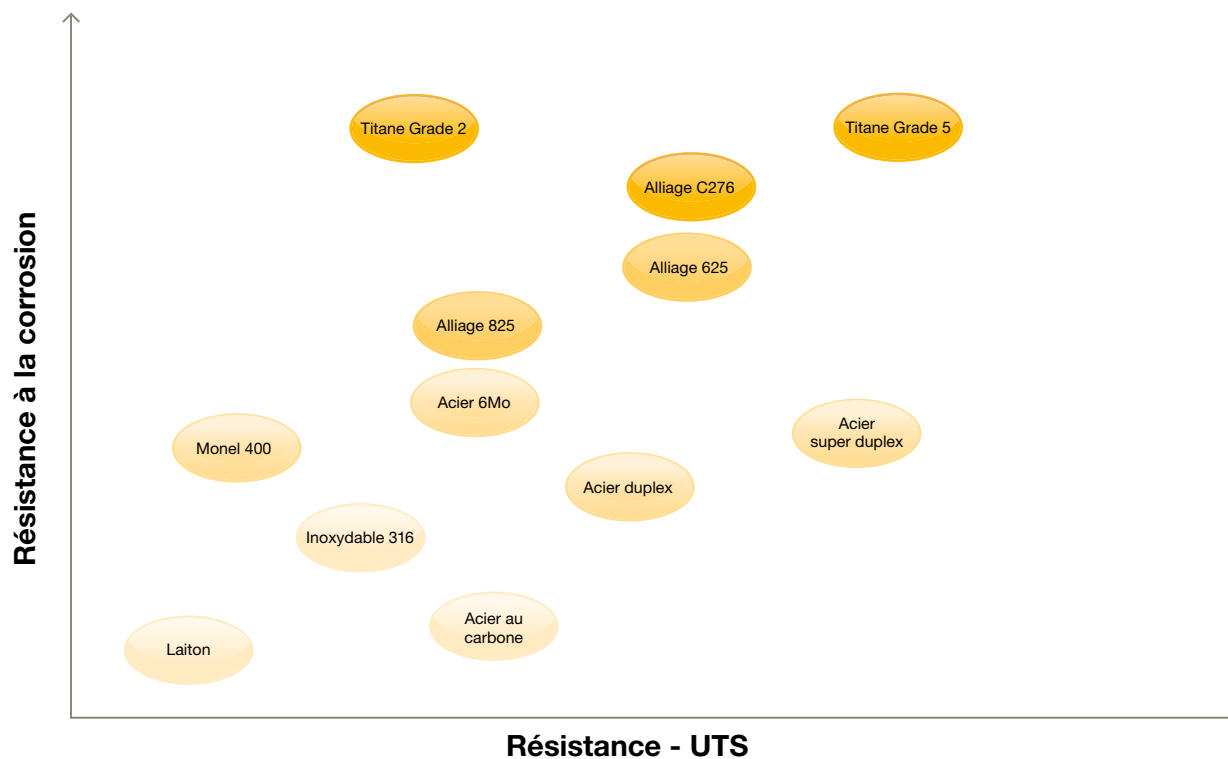 Résistance à la corrosion
Titane Grade 2
Titane Grade 5
Alliage C276
Alliage 625
Alliage 825
Acier 6Mo
Monel 400
Acier
super duplex
Acier duplex
Inoxydable 316
Acier au
carbone
Laiton
Résistance - UTS